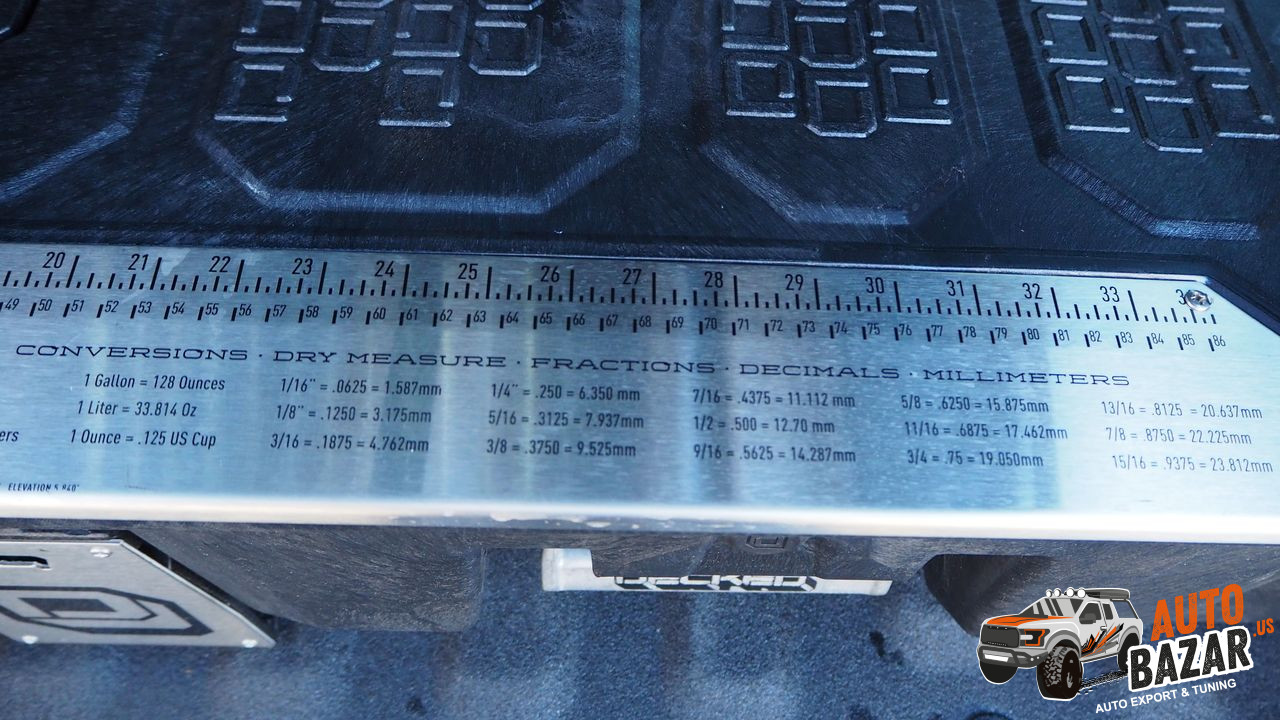 20 21 22 23 24 25 26 27 28 29 30 31 32 33
49 50 51 52 53 54 55 56 57 58 59 60 61 62 63 64 65 66 67 68 69 70 71 72 73 74 75 76 77 78 79 80 81 82 83 84 85 86
CONVERSIONS · DRY MEASURE · FRACTIONS · DECIMALS · MILLIMETERS
1 Gallon = 128 Ounces 1/16" = .0625 = 1.587mm 1/4" = .250 = 6.350 mm 7/16 = .4375 = 11.112 mm 5/8 = .6250 = 15.875mm 13/16 = .8125 = 20.637mm
1 Liter = 33.814 Oz 1/8" = .1250 = 3.175mm 5/16 = .3125 = 7.937mm 1/2 = .500 = 12.70 mm 11/16 = .6875 = 17.462mm 7/8 = .8750 = 22.225mm
ers 1 Ounce = .125 US Cup 3/16 = .1875 = 4.762mm 3/8 = .3750 = 9.525mm 9/16 = .5625 = 14.287mm 3/4 = .75 = 19.050mm 15/16 = .9375 = 23.812mm
ELEVATION
DECKED
AUTO
BAZAR.US
AUTO EXPORT & TUNING